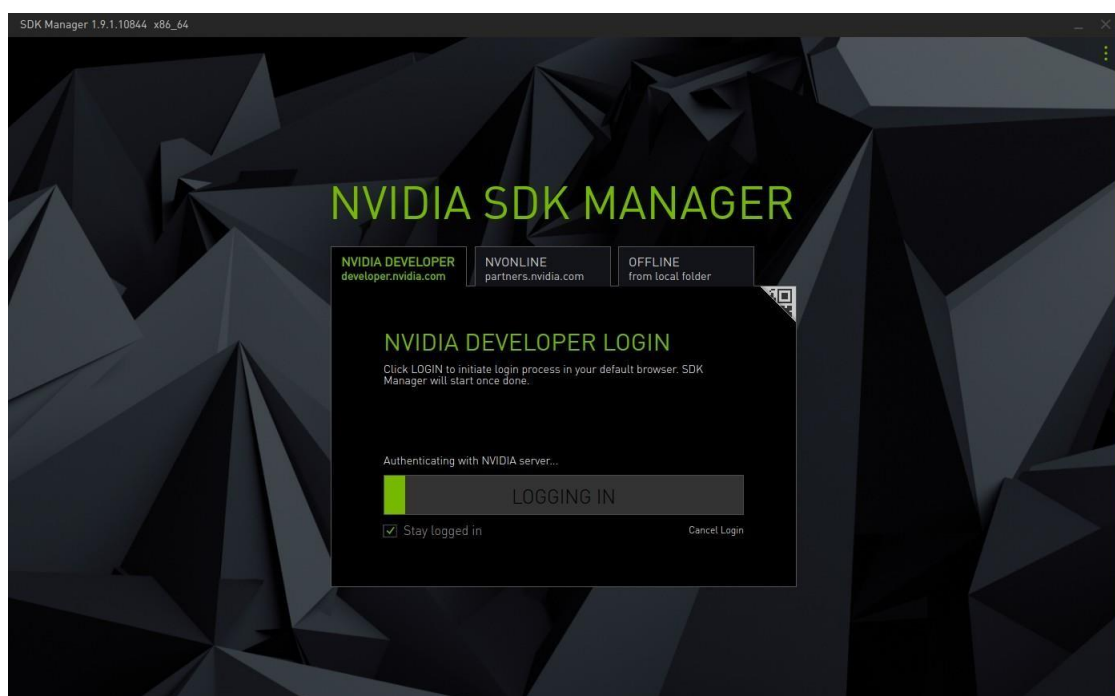 SDK Manager 1.9.1.10844 x86_64
NVIDIA SDK MANAGER
NVIDIA DEVELOPER
developer.nvidia.com
NVONLINE
partners.nvidia.com
OFFLINE
from local folder
NVIDIA DEVELOPER LOGIN
Click LOGIN to initiate login process in your default browser. SDK
Manager will start once done.
Authenticating with NVIDIA server...
LOGGING IN
Stay logged in
Cancel Login